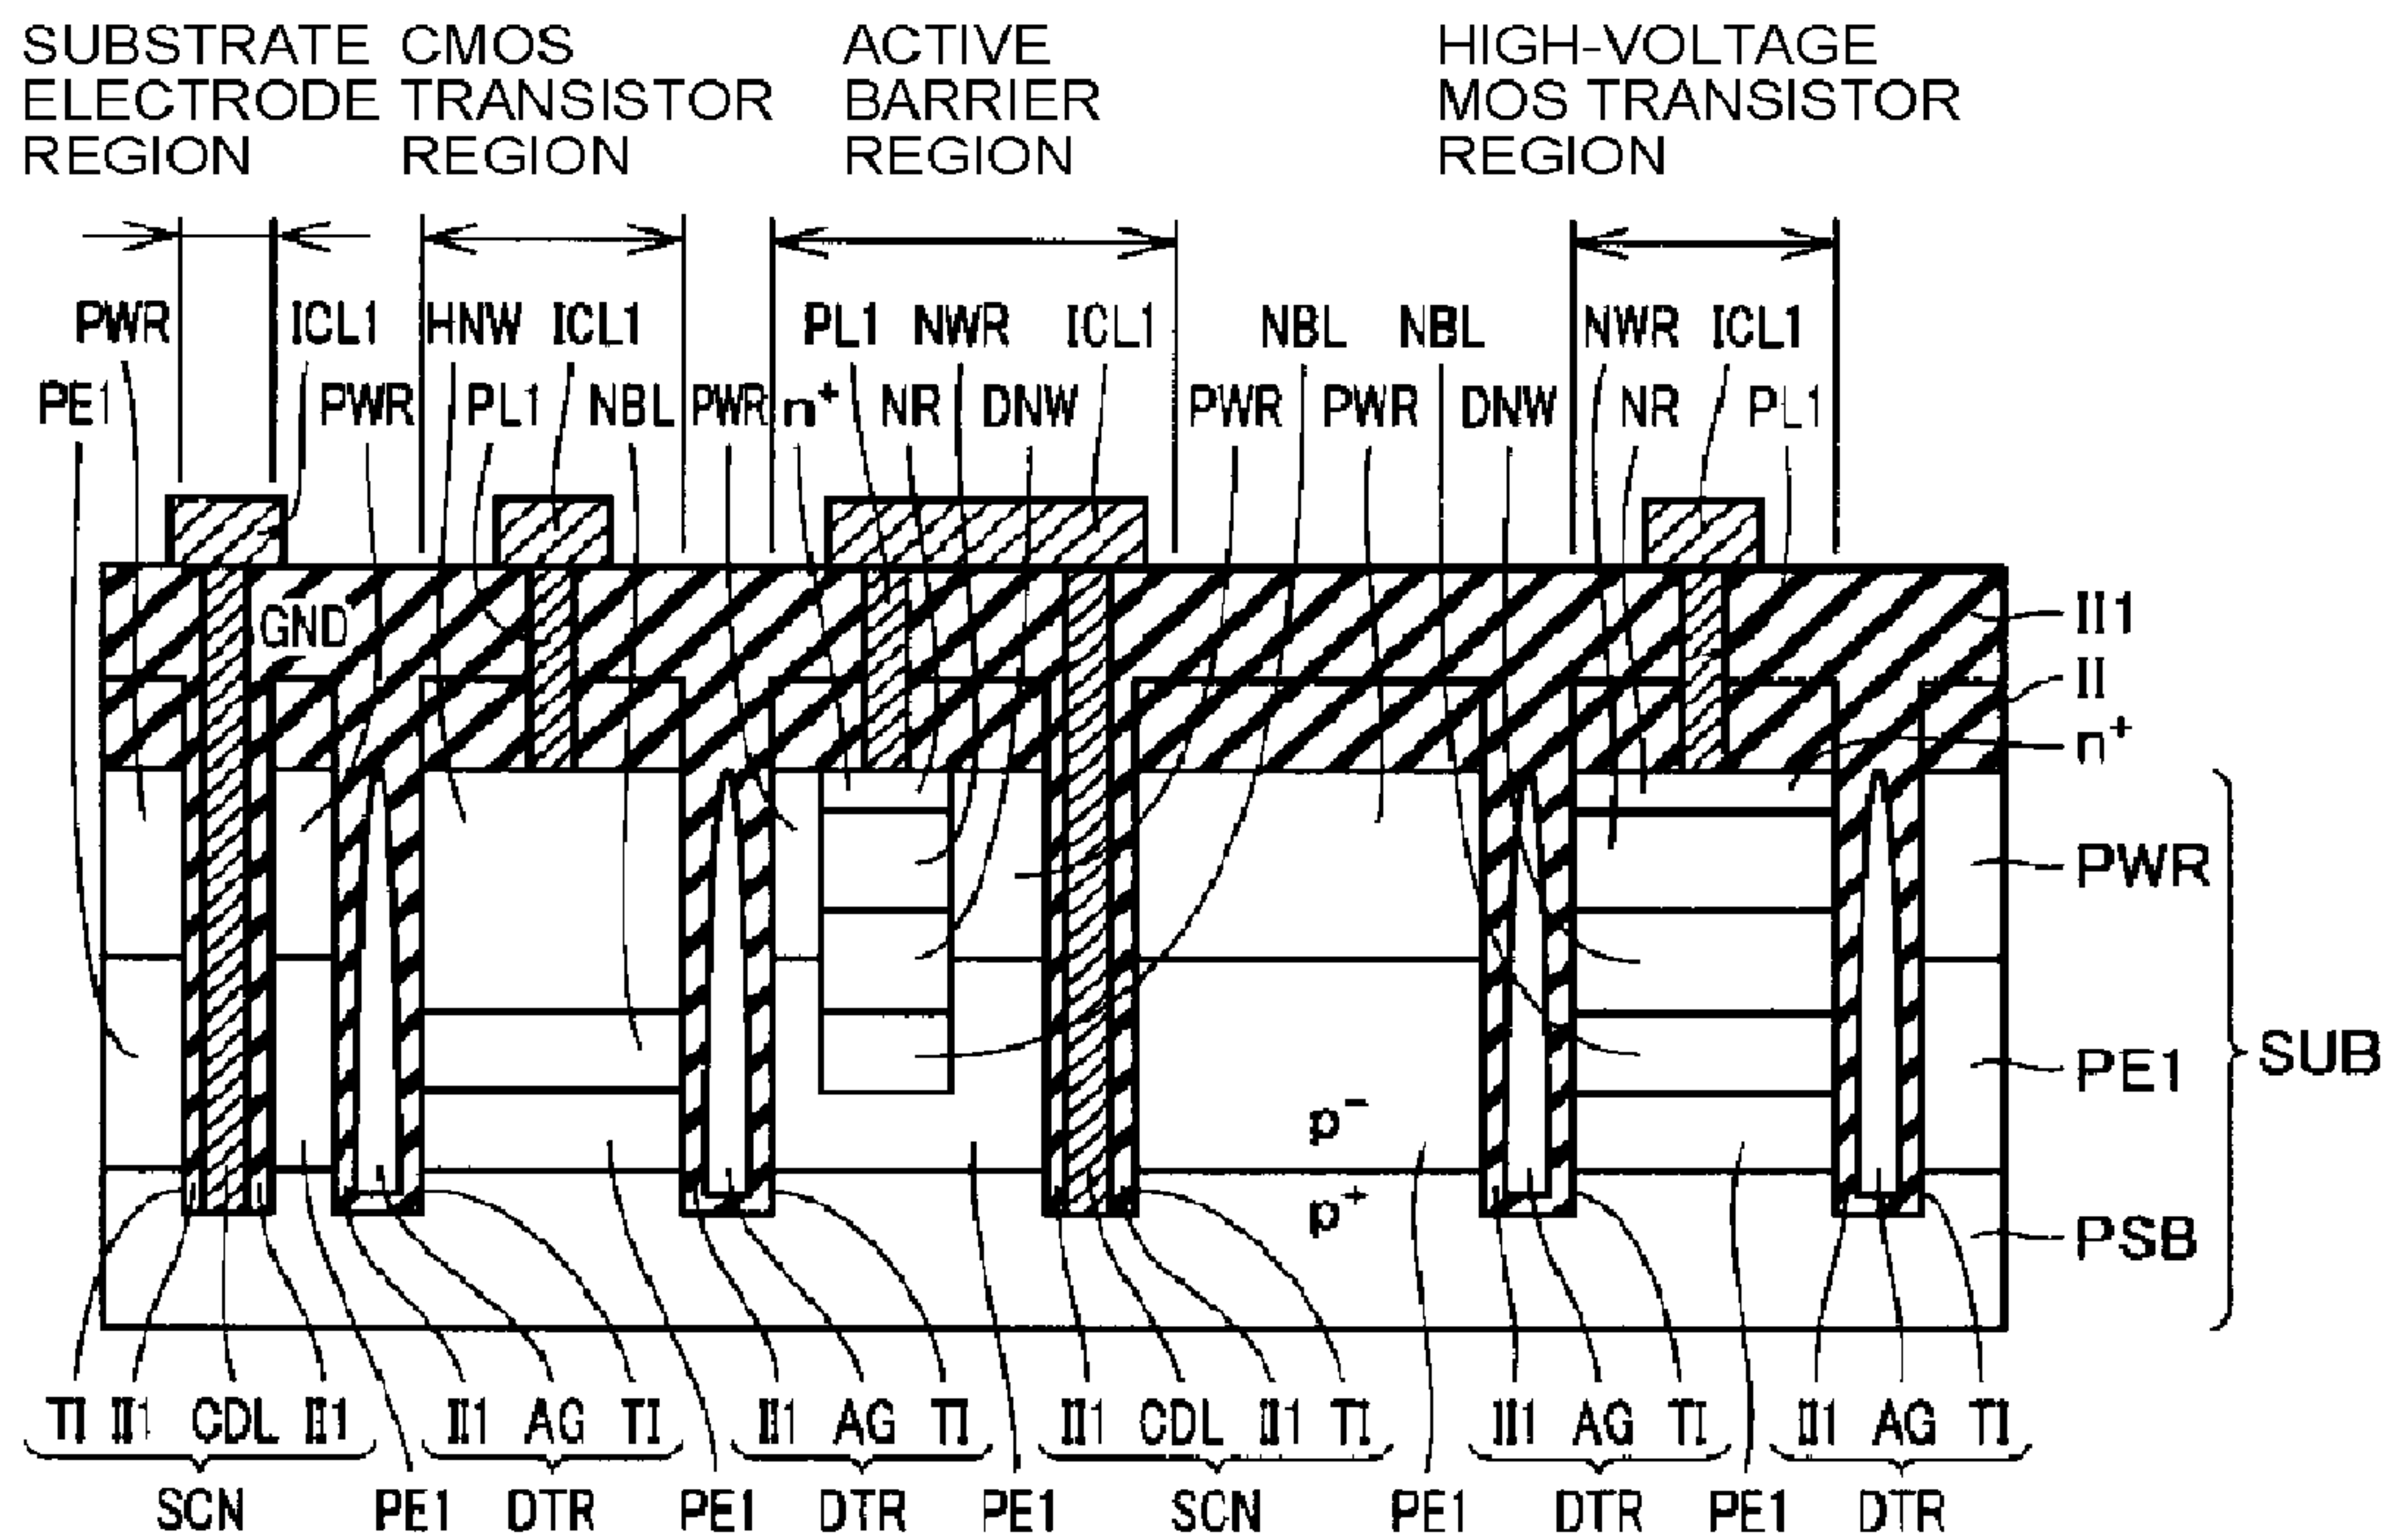 SUBSTRATE ELECTRODE REGION
CMOS TRANSISTOR REGION
ACTIVE BARRIER REGION
HIGH-VOLTAGE MOS TRANSISTOR REGION
PWR ICL1 HNW ICL1 PL1 NWR ICL1 NBL NBL NWR ICL1
PE1 PWR PL1 NBL PWR n+ NR DNW PWR PWR DNW NR PL1
GND
II1
II
n+
PWR
PE1
SUB
p-
p+
PSB
TI II1 CDL II1 II1 AG TI II1 AG TI II1 CDL II1 TI II1 AG TI II1 AG TI
SCN PE1 DTR PE1 DTR PE1 SCN PE1 DTR PE1 DTR